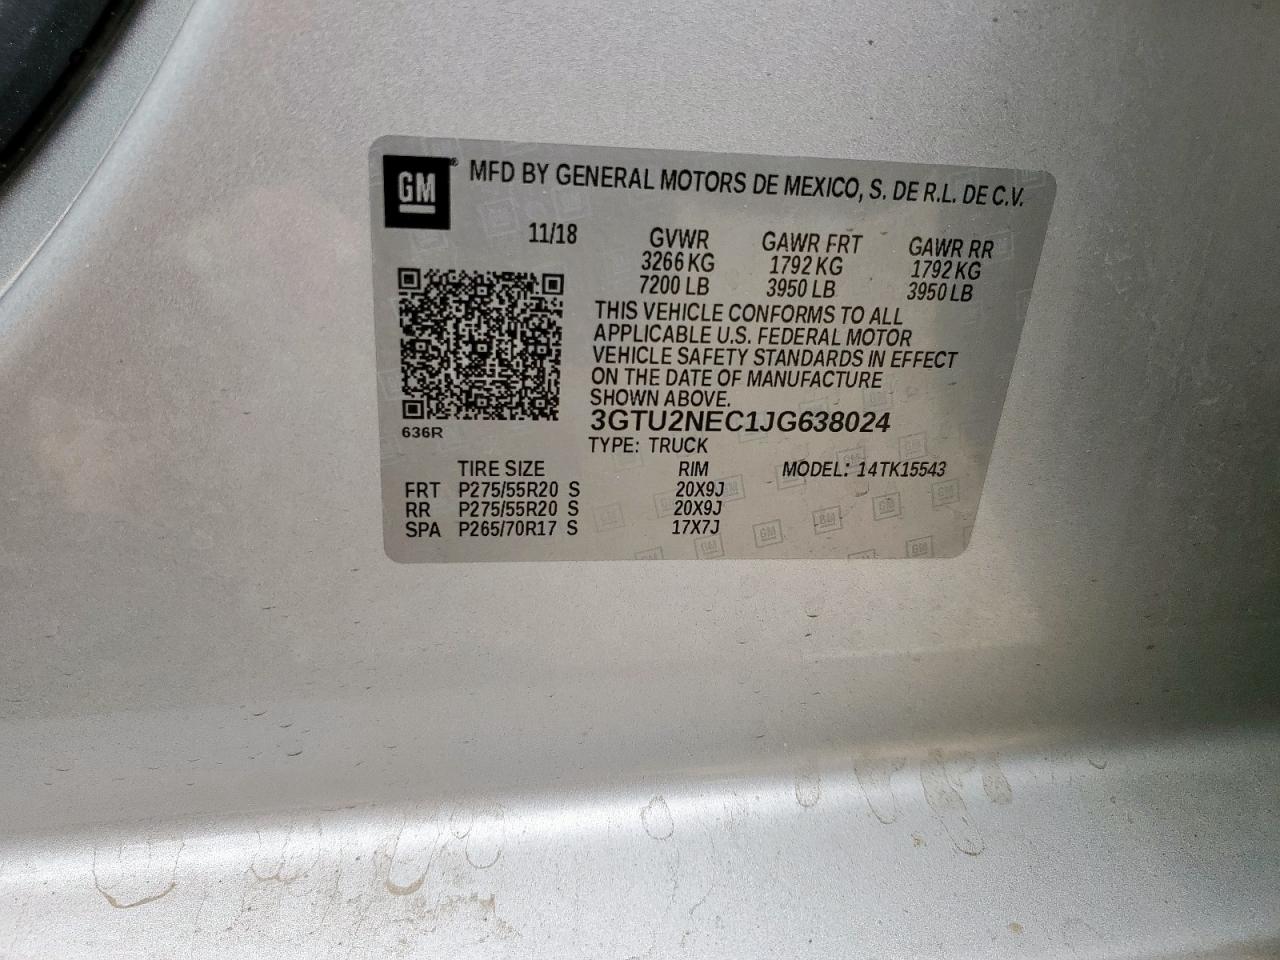 GM ® MFD BY GENERAL MOTORS DE MEXICO, S. DE R.L. DE C.V.
11/18 GVWR GAWR FRT GAWR RR
3266 KG 1792 KG 1792 KG
7200 LB 3950 LB 3950 LB
THIS VEHICLE CONFORMS TO ALL
APPLICABLE U.S. FEDERAL MOTOR
VEHICLE SAFETY STANDARDS IN EFFECT
ON THE DATE OF MANUFACTURE
SHOWN ABOVE.
636R
3GTU2NEC1JG638024
TYPE: TRUCK
TIRE SIZE RIM MODEL: 14TK15543
FRT P275/55R20 S 20X9J
RR P275/55R20 S 20X9J
SPA P265/70R17 S 17X7J